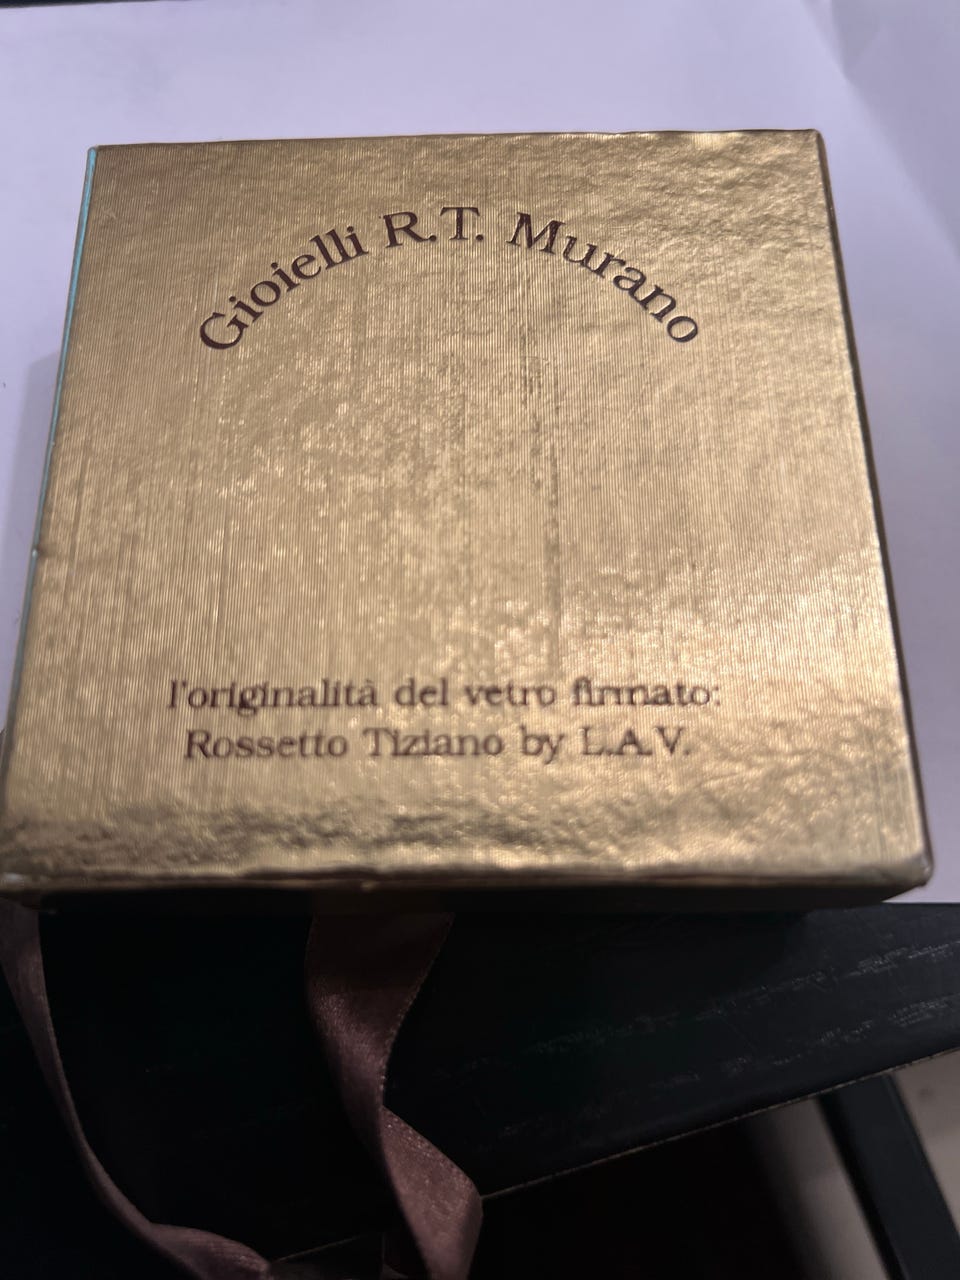 Gioielli R.T. Murano
l'originalità del vetro firmato:
Rossetto Tiziano by L.A.V.